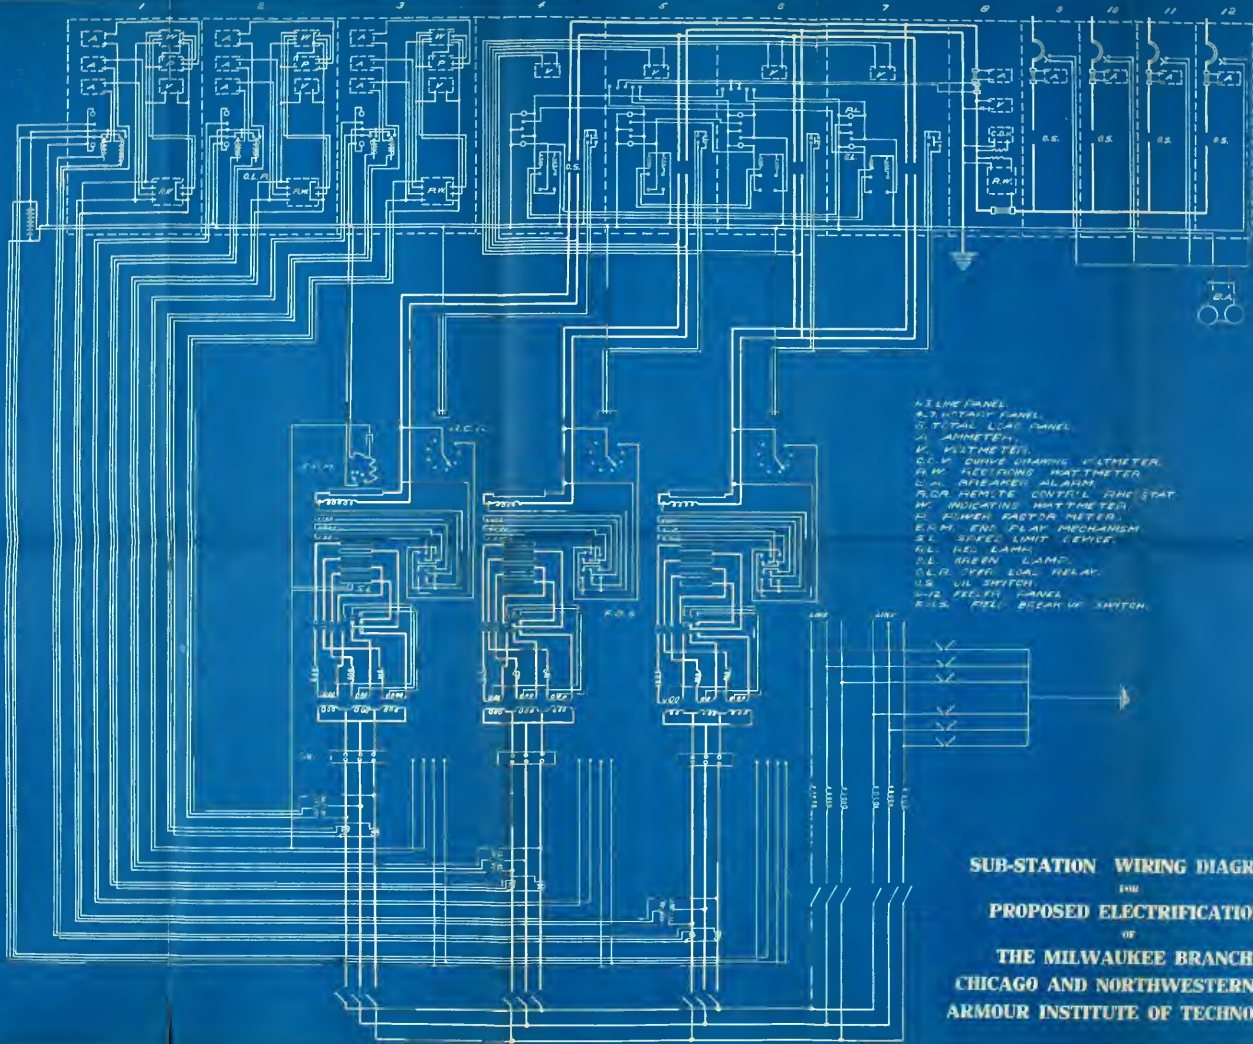 1 2 3 4 5 6 7 8 9 10 11 12
A W A W A W
A P A P A P
A V A V A V
V V V V
A A A A A
V
C.D.V.
R.W. R.W. R.W. R.W.
O.L.R.
O.S. O.S. O.S. O.S. O.S.
R.L.
G.L.
B.A.
R.C.R.
E.P.M.
S.L.
F.B.S.
LINE LINE
1-3 LINE PANEL.
4-7 ROTARY PANEL.
8 TOTAL LOAD PANEL
A. AMMETER.
V. VOLTMETER.
C.D.V. CURVE DRAWING VOLTMETER.
R.W. RECORDING WATTMETER
B.A. BREAKER ALARM
R.C.R. REMOTE CONTROL RHEOSTAT
W. INDICATING WATTMETER
P. POWER FACTOR METER.
E.P.M. END PLAY MECHANISM
S.L. SPEED LIMIT DEVICE.
R.L. RED LAMP.
G.L. GREEN LAMP.
O.L.R. OVER LOAD RELAY.
O.S. OIL SWITCH.
9-12 FEEDER PANEL
F.B.S. FIELD BREAK UP SWITCH.
SUB-STATION WIRING DIAGR
FOR
PROPOSED ELECTRIFICATIO
OF
THE MILWAUKEE BRANCH
CHICAGO AND NORTHWESTERN
ARMOUR INSTITUTE OF TECHNO